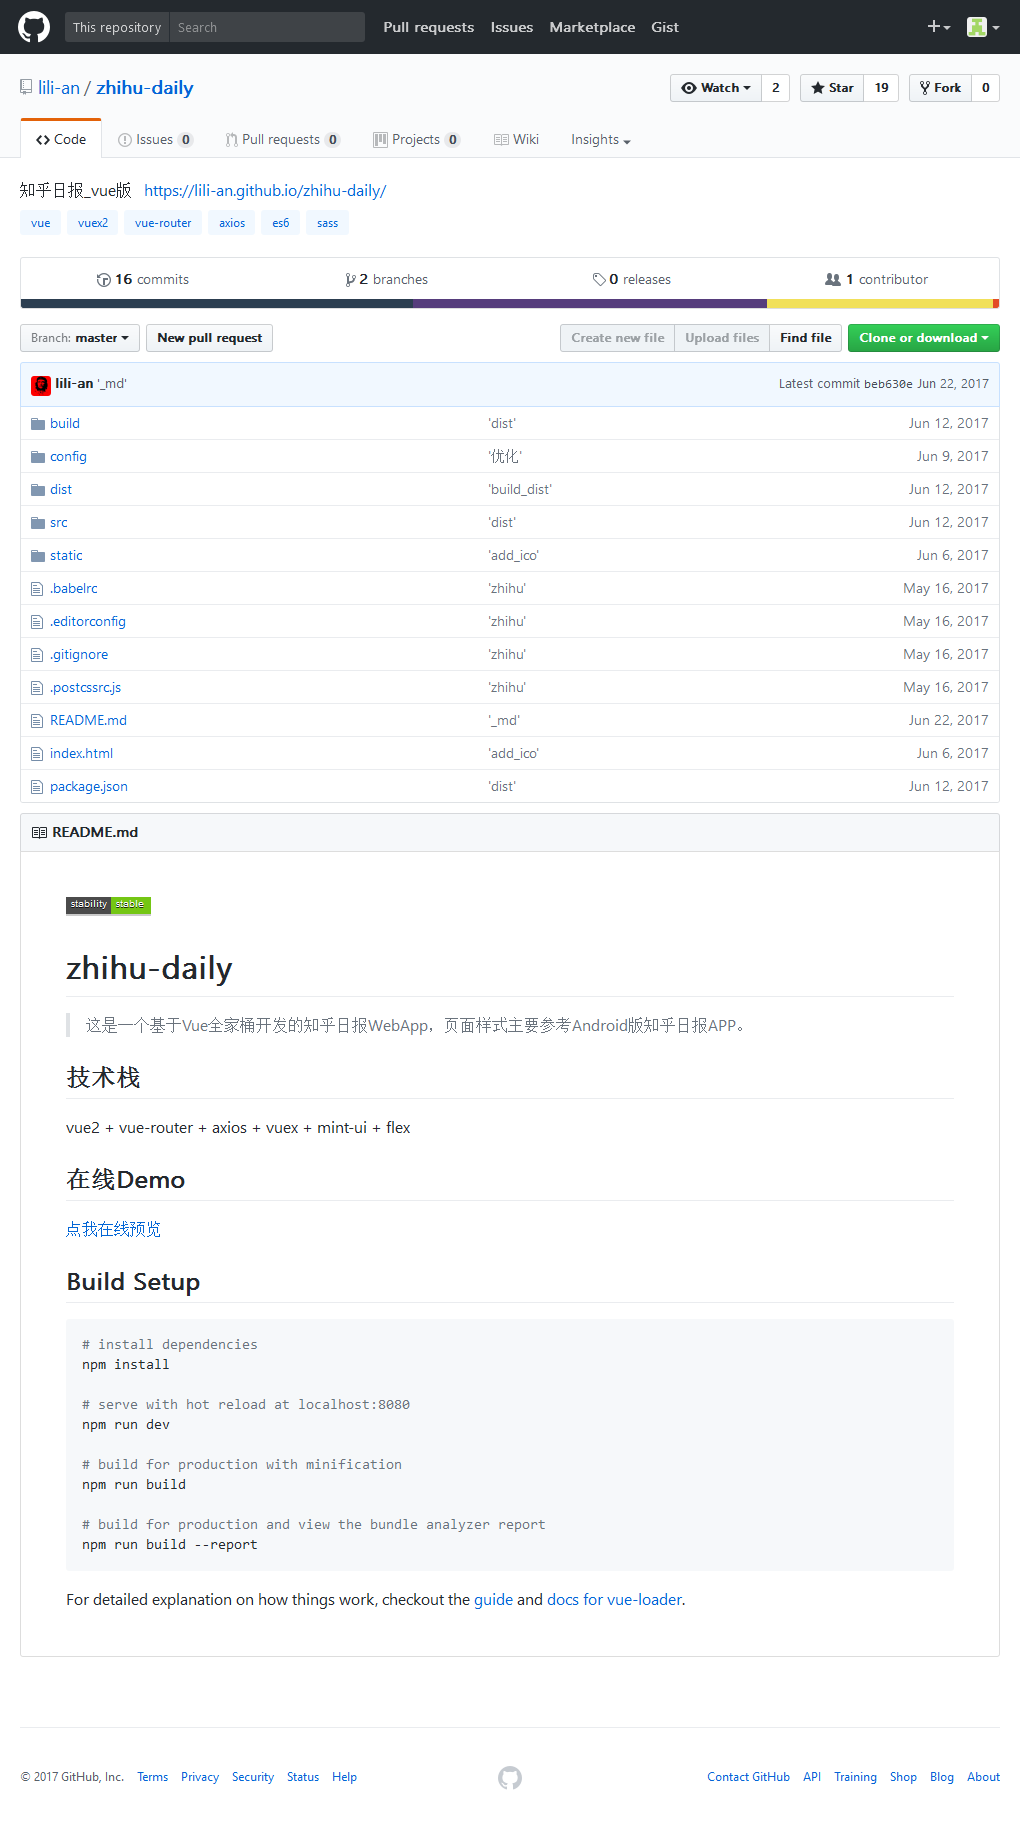 This repository Search Pull requests Issues Marketplace Gist
lili-an / zhihu-daily Watch 2 Star 19 Fork 0
Code Issues 0 Pull requests 0 Projects 0 Wiki Insights
知乎日报_vue版 https://lili-an.github.io/zhihu-daily/
vue vuex2 vue-router axios es6 sass
16 commits 2 branches 0 releases 1 contributor
Branch: master New pull request Create new file Upload files Find file Clone or download
lili-an '_md' Latest commit beb630e Jun 22, 2017
build 'dist' Jun 12, 2017
config '优化' Jun 9, 2017
dist 'build_dist' Jun 12, 2017
src 'dist' Jun 12, 2017
static 'add_ico' Jun 6, 2017
.babelrc 'zhihu' May 16, 2017
.editorconfig 'zhihu' May 16, 2017
.gitignore 'zhihu' May 16, 2017
.postcssrc.js 'zhihu' May 16, 2017
README.md '_md' Jun 22, 2017
index.html 'add_ico' Jun 6, 2017
package.json 'dist' Jun 12, 2017
README.md
stability stable
zhihu-daily
这是一个基于Vue全家桶开发的知乎日报WebApp，页面样式主要参考Android版知乎日报APP。
技术栈
vue2 + vue-router + axios + vuex + mint-ui + flex
在线Demo
点我在线预览
Build Setup
# install dependencies
npm install
# serve with hot reload at localhost:8080
npm run dev
# build for production with minification
npm run build
# build for production and view the bundle analyzer report
npm run build --report
For detailed explanation on how things work, checkout the guide and docs for vue-loader.
© 2017 GitHub, Inc. Terms Privacy Security Status Help Contact GitHub API Training Shop Blog About